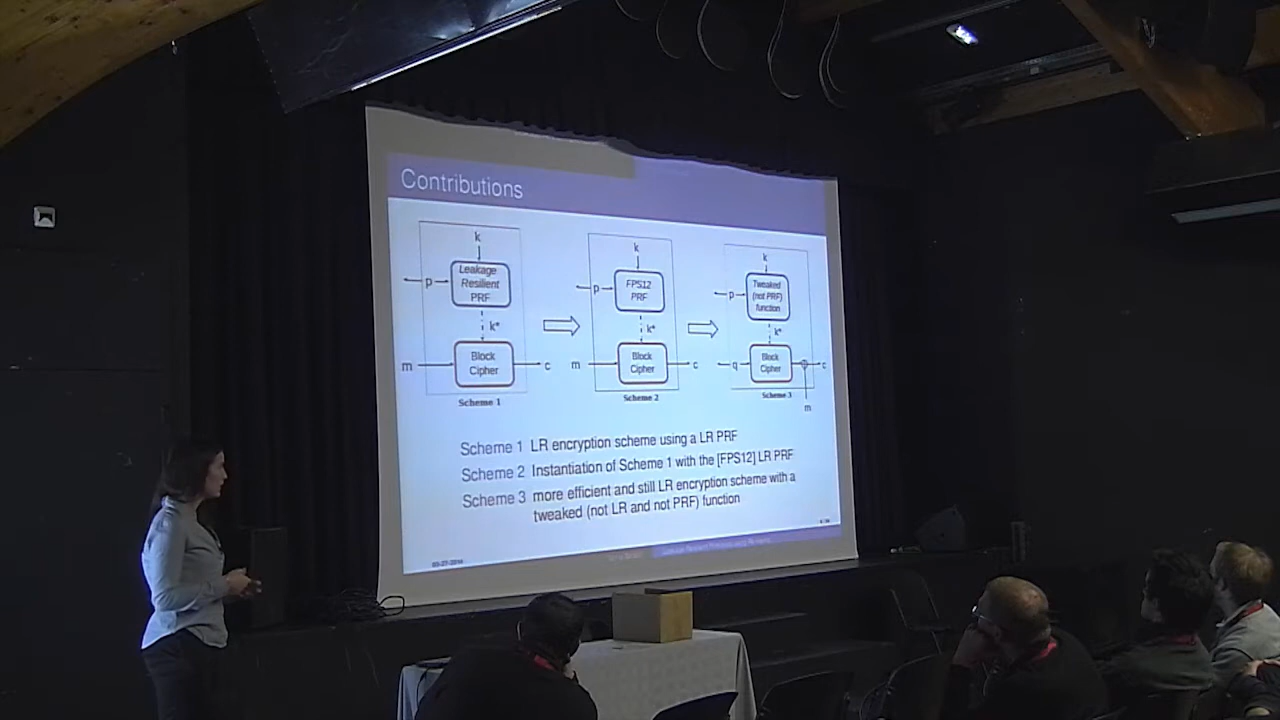 Contributions
k
Leakage
Resilient
PRF
p
k*
m
Block
Cipher
c
Scheme 1
k
FPS12
PRF
p
k*
m
Block
Cipher
c
Scheme 2
k
Tweaked
(not PRF)
function
p
k*
q
Block
Cipher
c
m
Scheme 3
Scheme 1 LR encryption scheme using a LR PRF
Scheme 2 Instantiation of Scheme 1 with the [FPS12] LR PRF
Scheme 3 more efficient and still LR encryption scheme with a
tweaked (not LR and not PRF) function